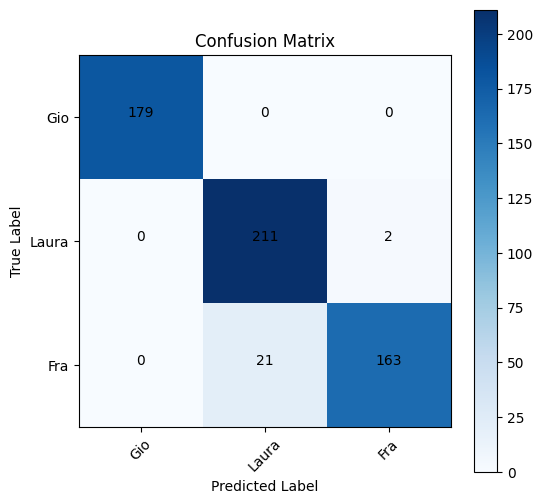 Confusion Matrix
True Label
Gio
Laura
Fra
179 0 0
0 211 2
0 21 163
Gio Laura Fra
Predicted Label
200
175
150
125
100
75
50
25
0